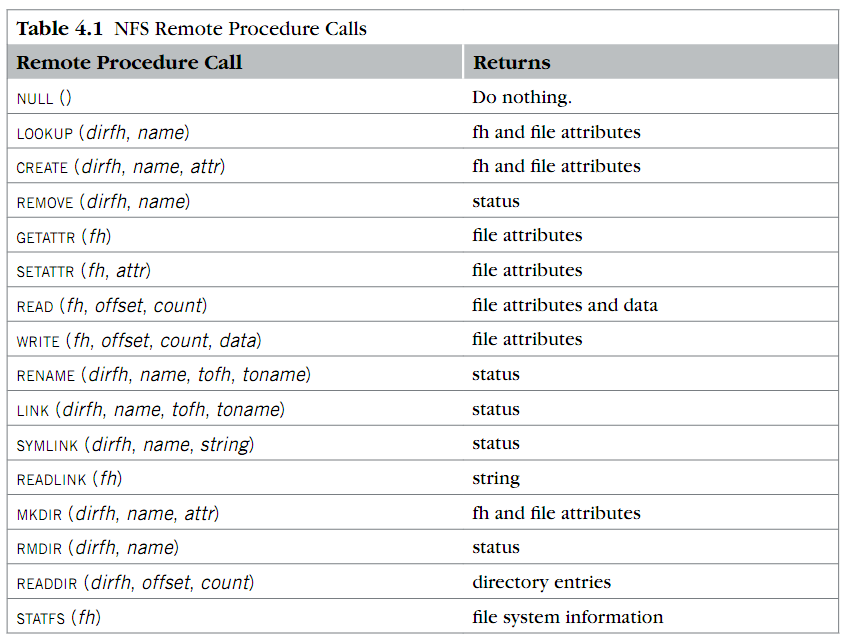 Table 4.1 NFS Remote Procedure Calls
Remote Procedure Call Returns
NULL () Do nothing.
LOOKUP (dirfh, name) fh and file attributes
CREATE (dirfh, name, attr) fh and file attributes
REMOVE (dirfh, name) status
GETATTR (fh) file attributes
SETATTR (fh, attr) file attributes
READ (fh, offset, count) file attributes and data
WRITE (fh, offset, count, data) file attributes
RENAME (dirfh, name, tofh, toname) status
LINK (dirfh, name, tofh, toname) status
SYMLINK (dirfh, name, string) status
READLINK (fh) string
MKDIR (dirfh, name, attr) fh and file attributes
RMDIR (dirfh, name) status
READDIR (dirfh, offset, count) directory entries
STATFS (fh) file system information